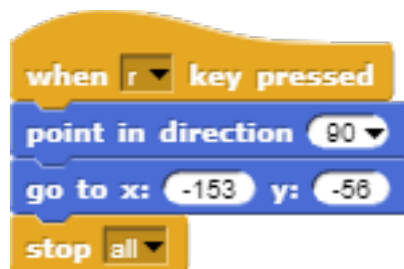 when r key pressed
point in direction 90
go to x: -153 y: -56
stop all